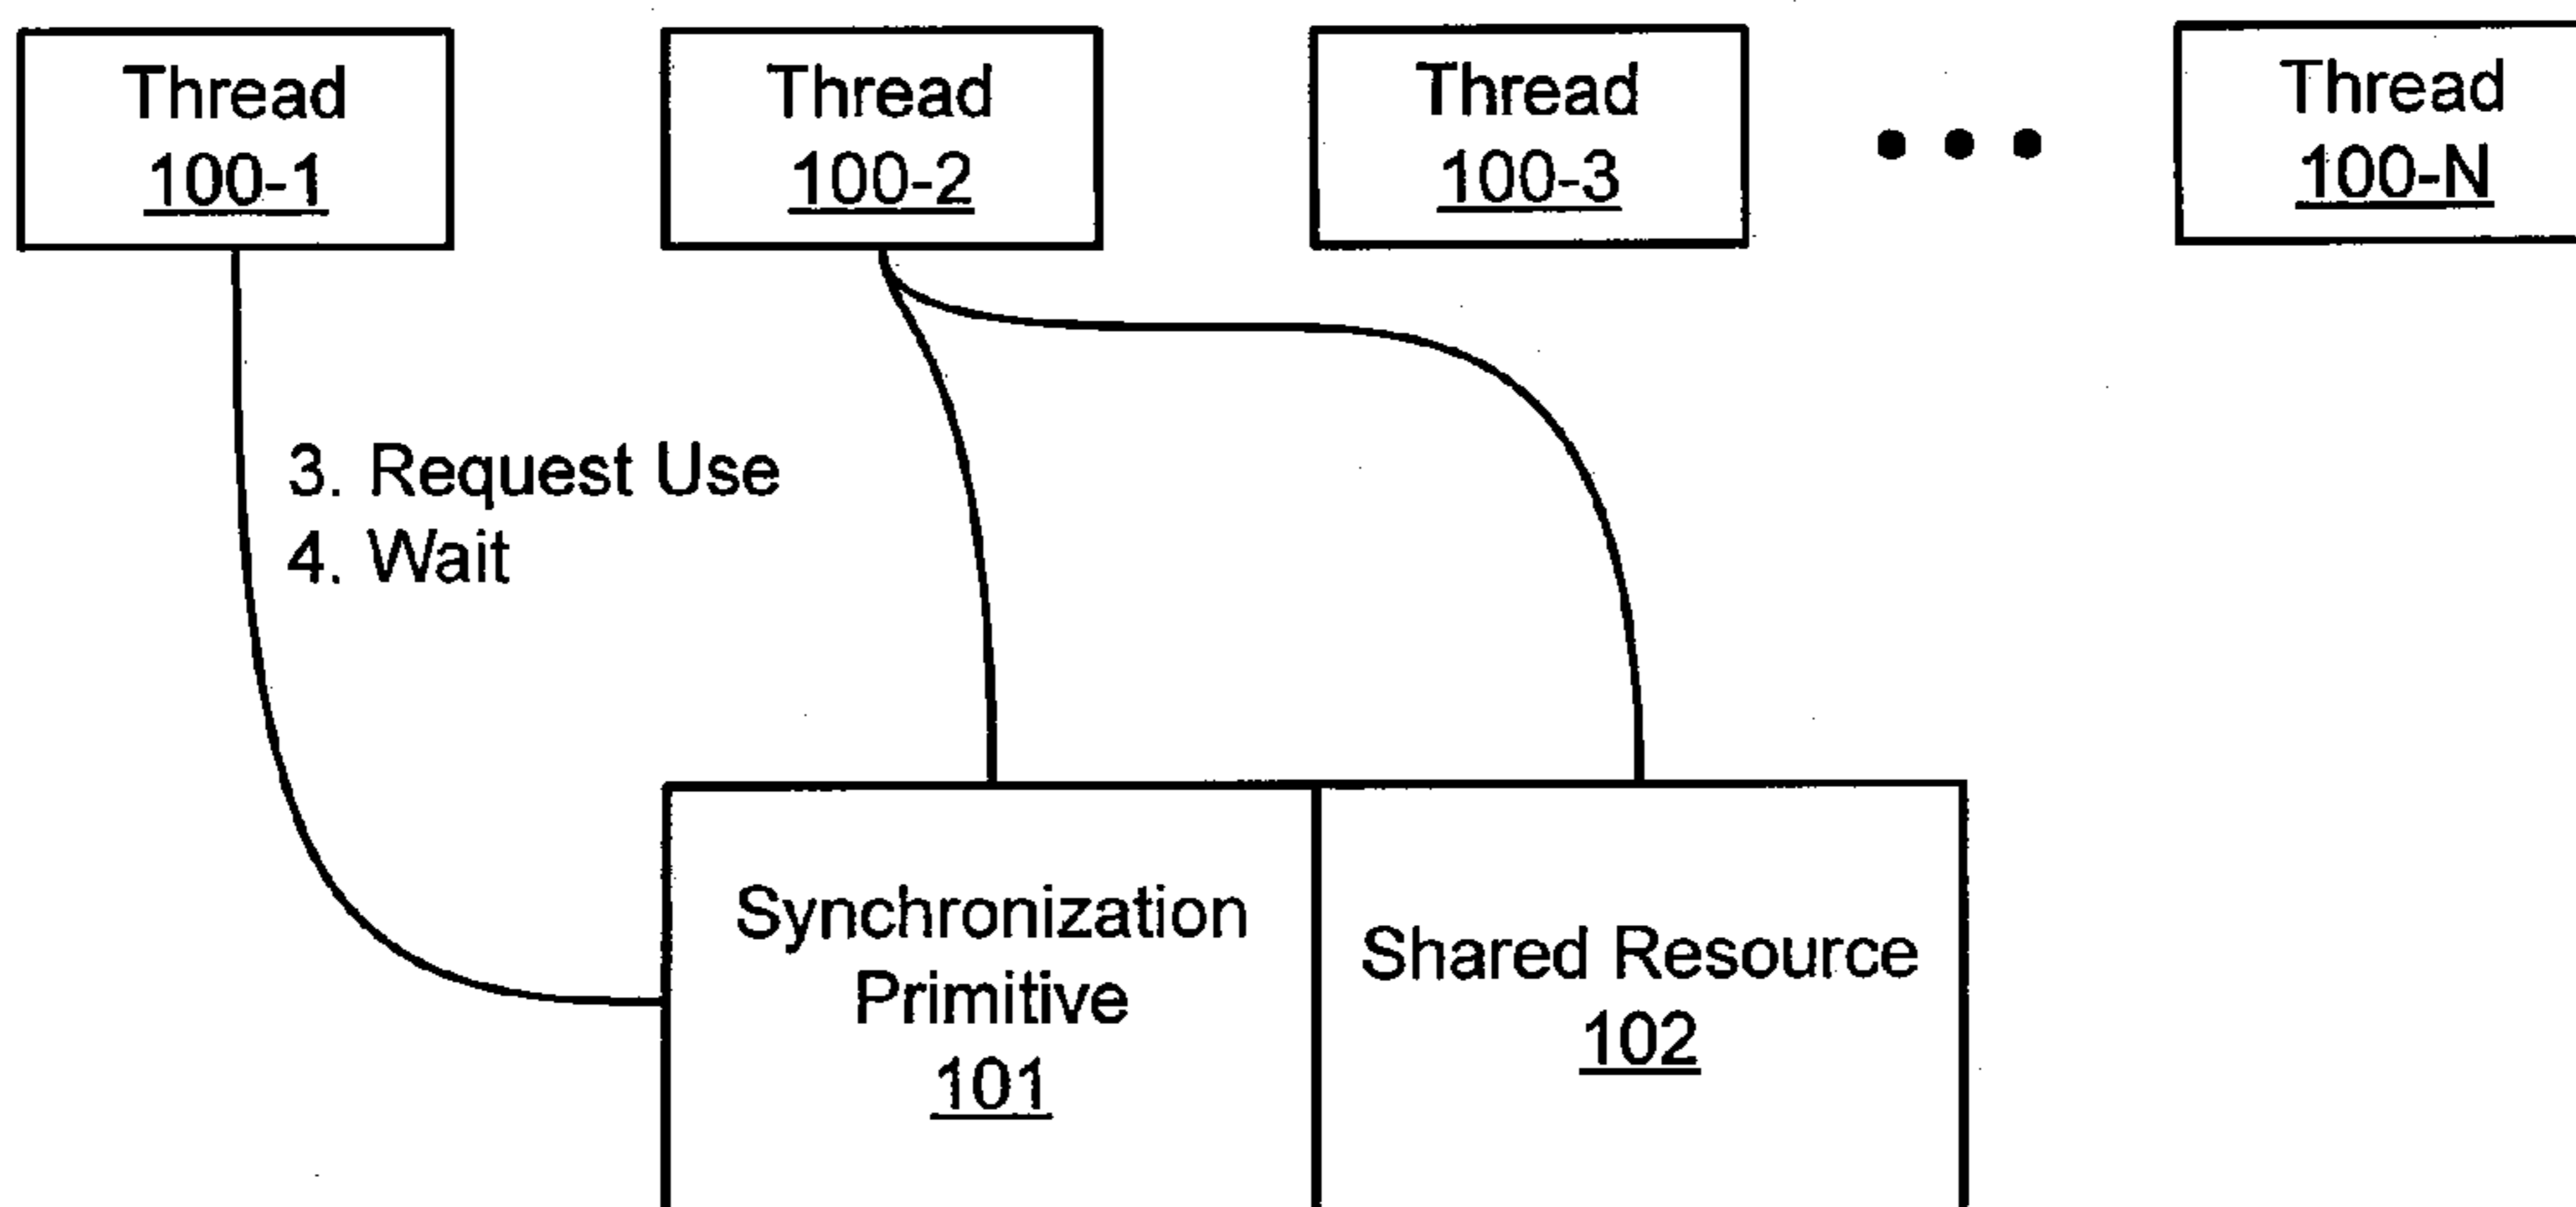 Thread
100-1
Thread
100-2
Thread
100-3
Thread
100-N
3. Request Use
4. Wait
Synchronization
Primitive
101
Shared Resource
102